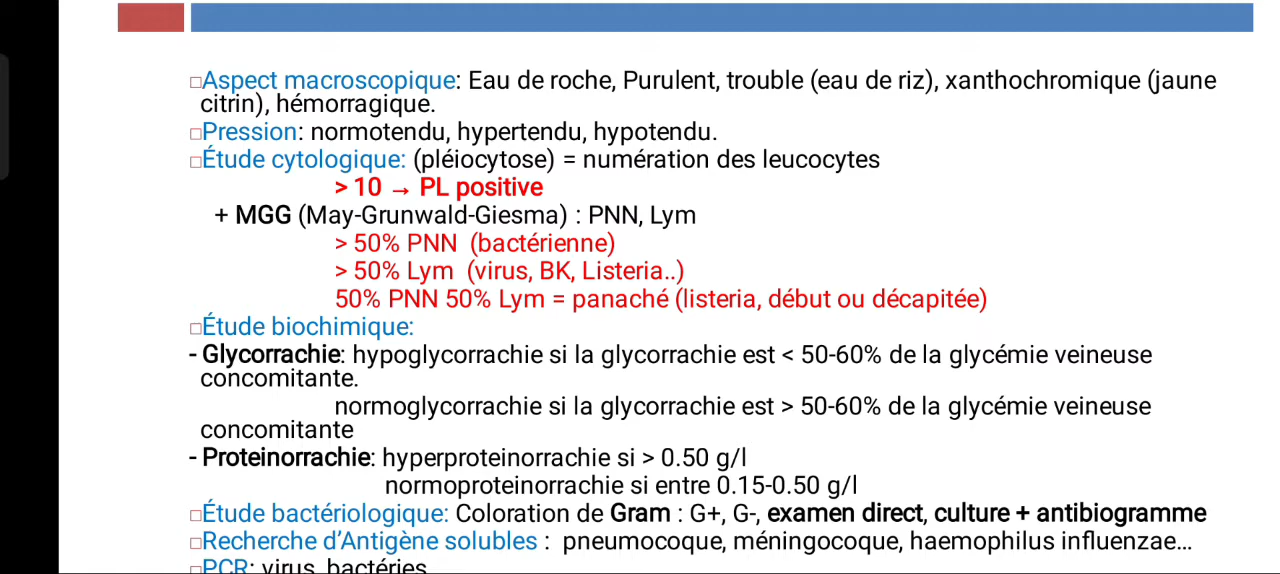 □Aspect macroscopique: Eau de roche, Purulent, trouble (eau de riz), xanthochromique (jaune
citrin), hémorragique.
□Pression: normotendu, hypertendu, hypotendu.
□Étude cytologique: (pléiocytose) = numération des leucocytes
> 10 → PL positive
+ MGG (May-Grunwald-Giesma) : PNN, Lym
> 50% PNN (bactérienne)
> 50% Lym (virus, BK, Listeria..)
50% PNN 50% Lym = panaché (listeria, début ou décapitée)
□Étude biochimique:
- Glycorrachie: hypoglycorrachie si la glycorrachie est < 50-60% de la glycémie veineuse
concomitante.
normoglycorrachie si la glycorrachie est > 50-60% de la glycémie veineuse
concomitante
- Proteinorrachie: hyperproteinorrachie si > 0.50 g/l
normoproteinorrachie si entre 0.15-0.50 g/l
□Étude bactériologique: Coloration de Gram : G+, G-, examen direct, culture + antibiogramme
□Recherche d'Antigène solubles : pneumocoque, méningocoque, haemophilus influenzae...
□PCR: virus, bactéries